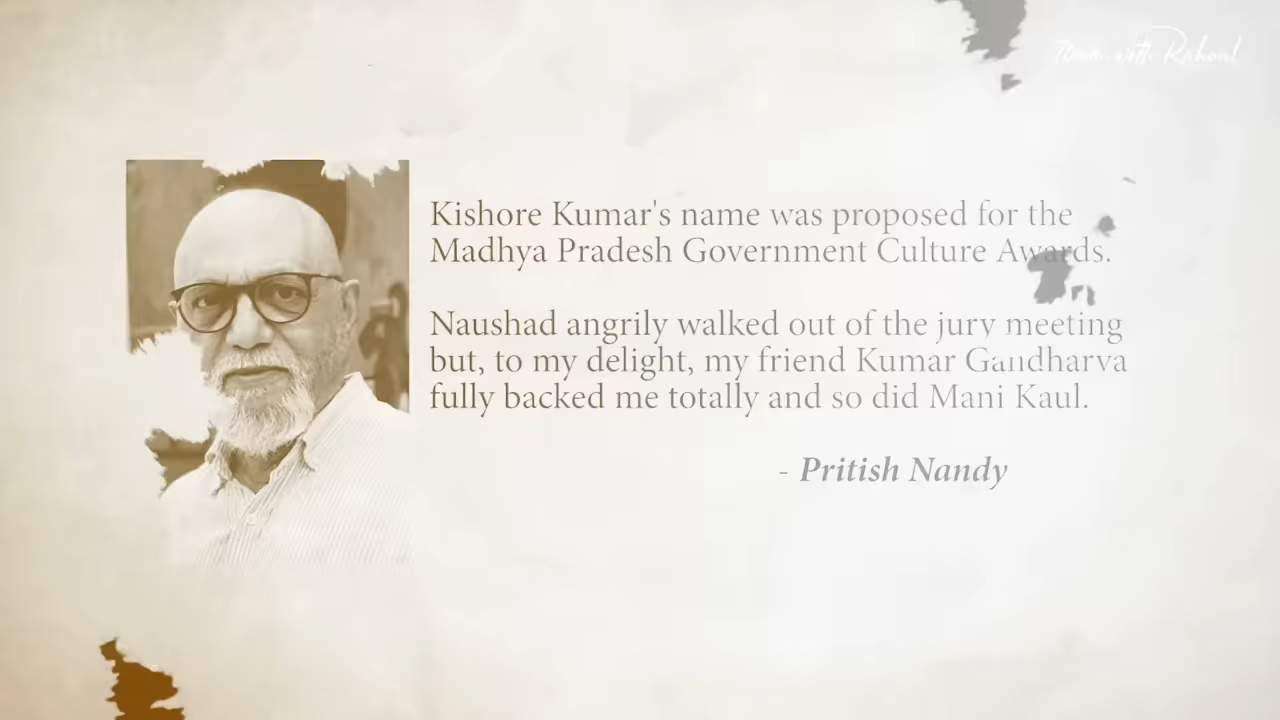 Kishore Kumar's name was proposed for the
Madhya Pradesh Government Culture Awards.
Naushad angrily walked out of the jury meeting
but, to my delight, my friend Kumar Gandharva
fully backed me totally and so did Mani Kaul.
- Pritish Nandy
with Rahoul